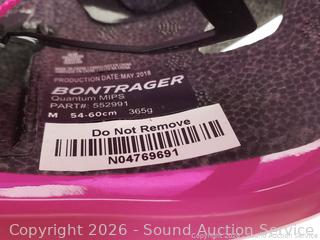 PRODUCTION DATE:MAY.2018
BONTRAGER
Quantum MIPS
PART#: 552991
M 54-60cm 365g
Do Not Remove
N04769691
Copyright 2026 - Sound Auction Service